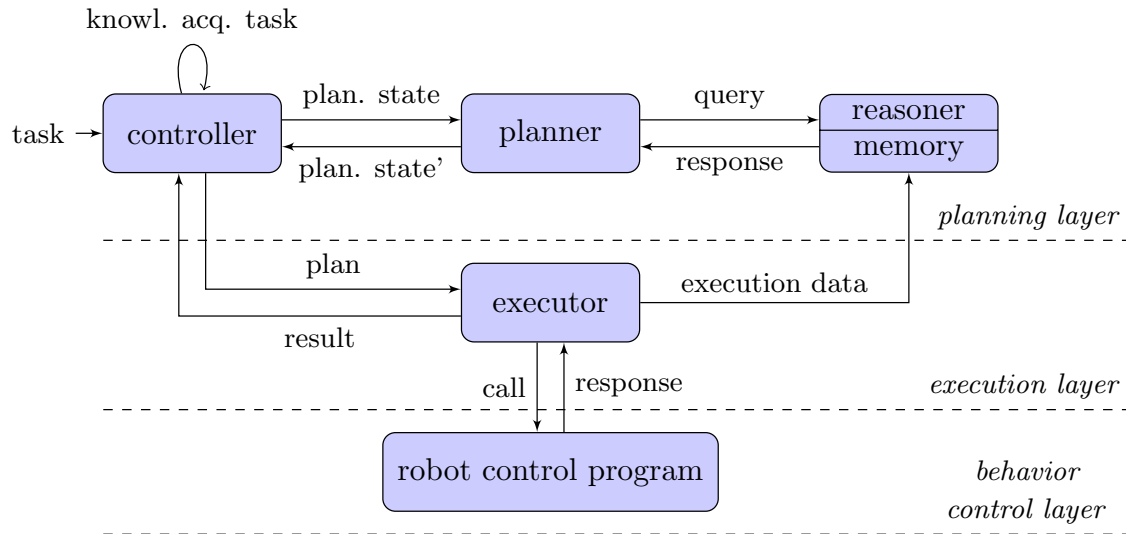 knowl. acq. task
plan. state
query
task
controller
planner
reasoner
memory
plan. state'
response
planning layer
plan
executor
execution data
result
call
response
execution layer
robot control program
behavior
control layer